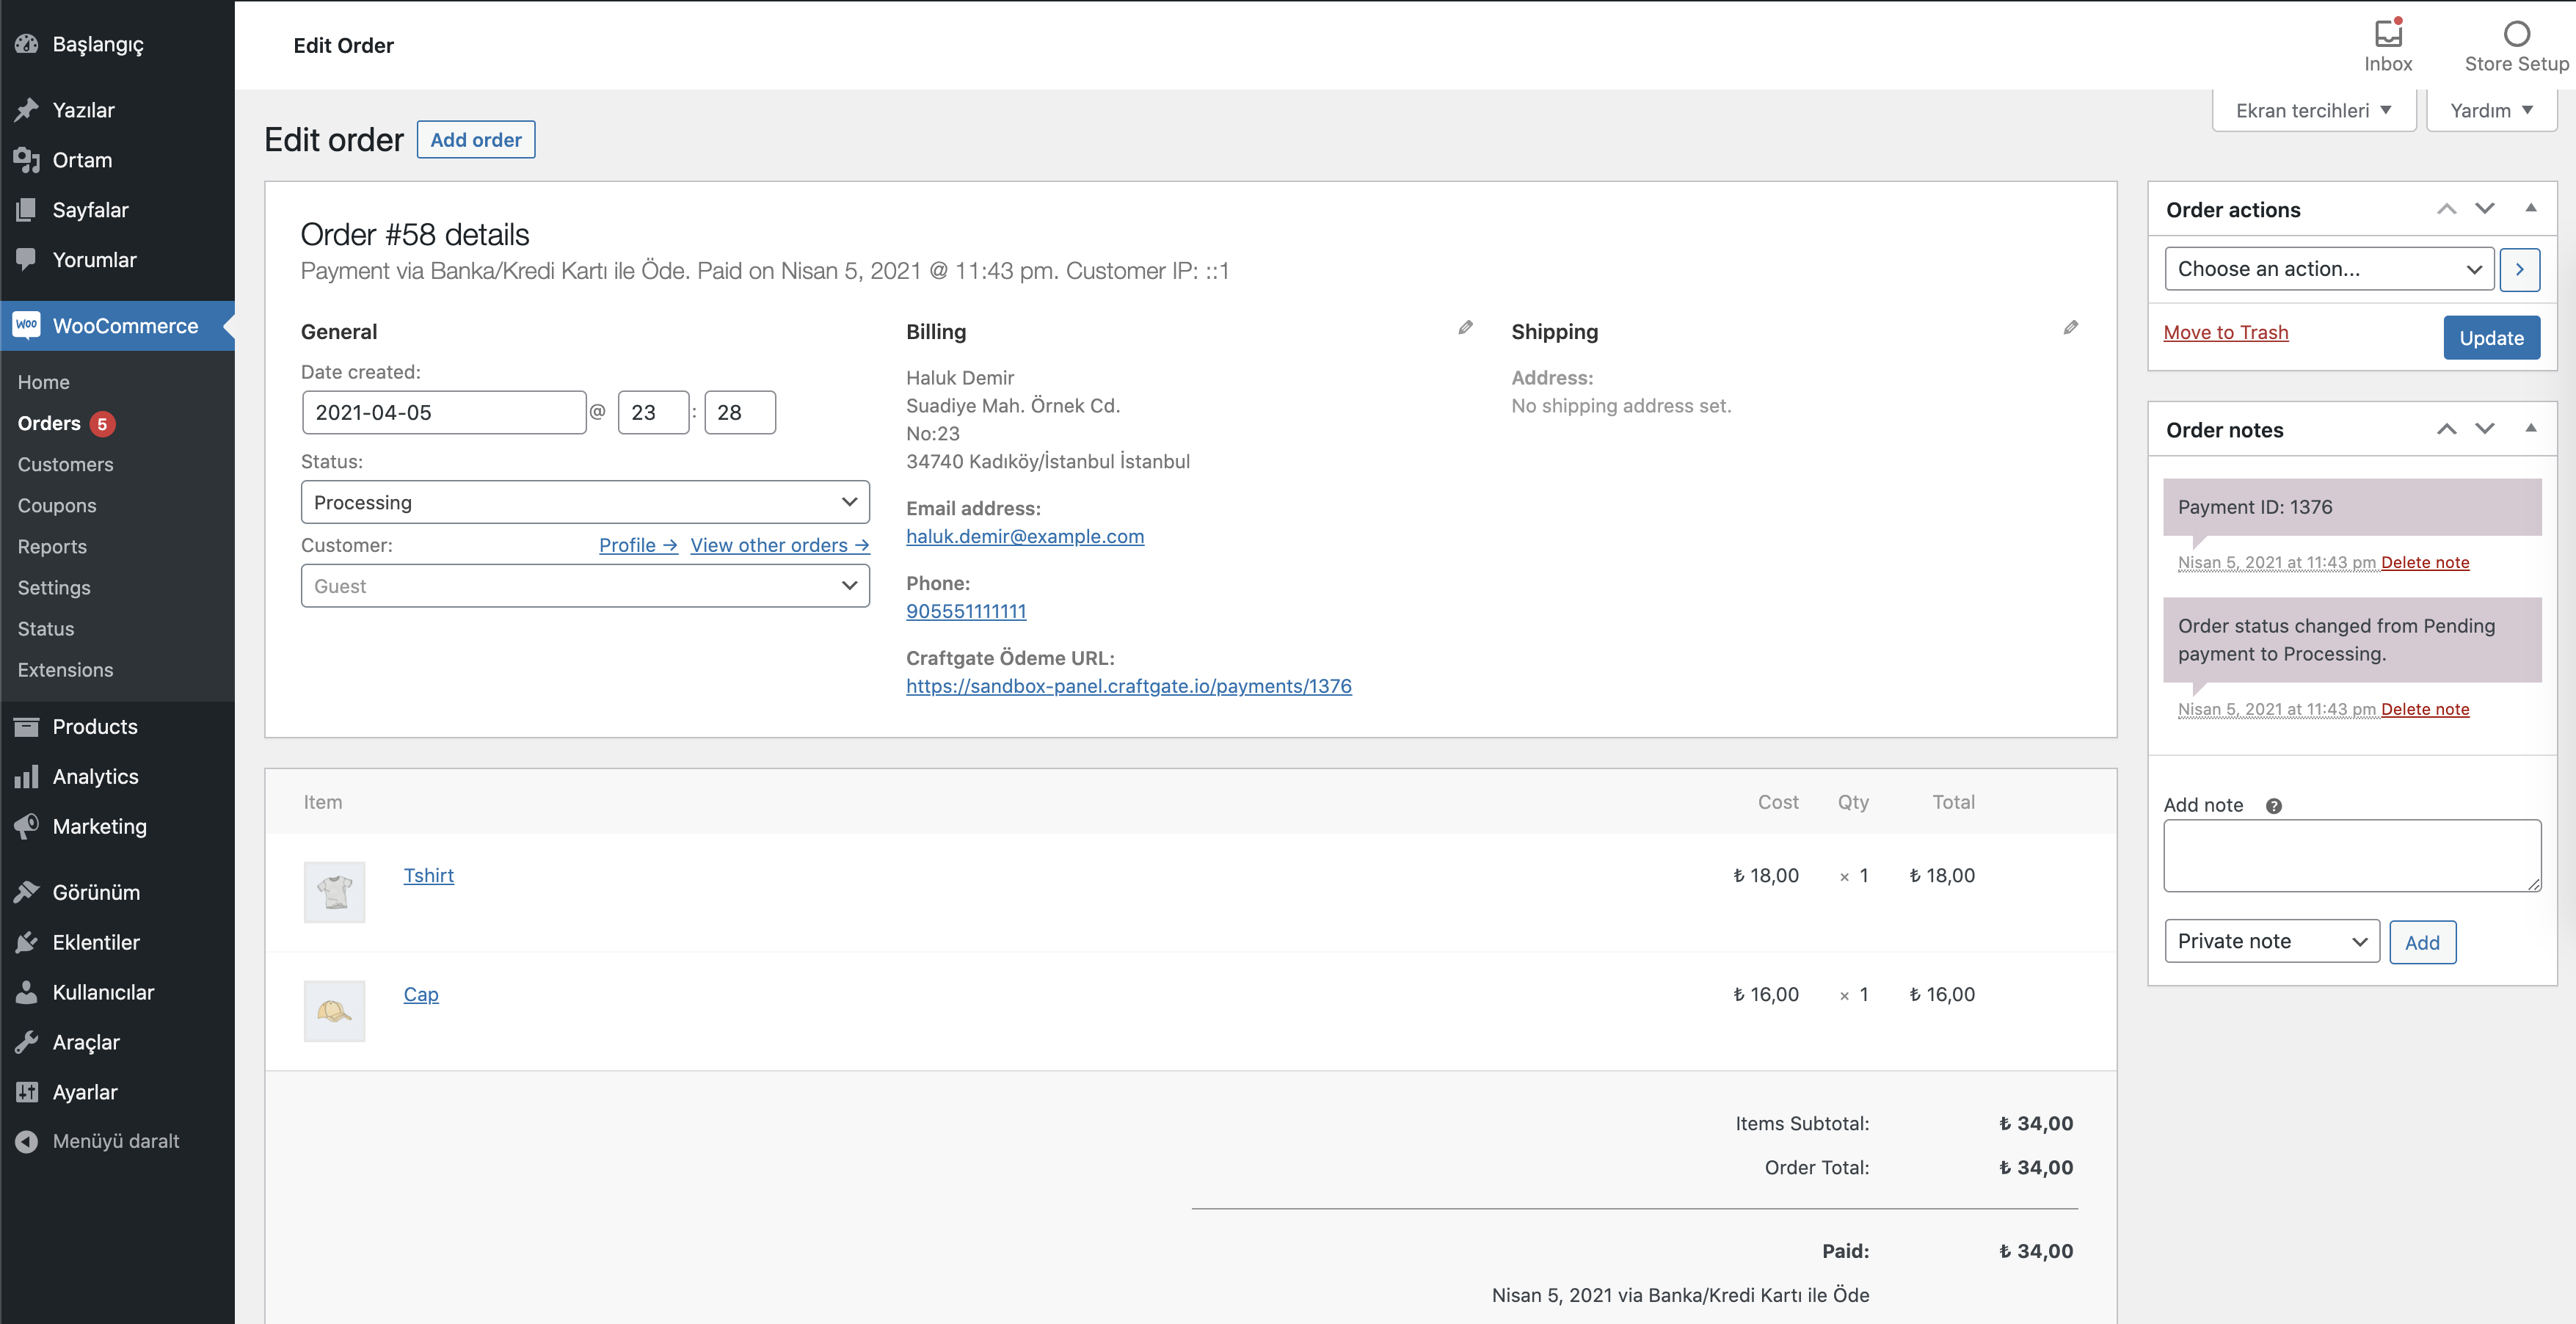 Başlangıç
Yazılar
Ortam
Sayfalar
Yorumlar
Woo WooCommerce
Home
Orders 5
Customers
Coupons
Reports
Settings
Status
Extensions
Products
Analytics
Marketing
Görünüm
Eklentiler
Kullanıcılar
Araçlar
Ayarlar
Menüyü daralt
Edit Order
Inbox
Store Setup
Ekran tercihleri ▼
Yardım ▼
Edit order Add order
Order #58 details
Payment via Banka/Kredi Kartı ile Öde. Paid on Nisan 5, 2021 @ 11:43 pm. Customer IP: ::1
General
Date created:
2021-04-05 @ 23 : 28
Status:
Processing
Customer: Profile → View other orders →
Guest
Billing
Haluk Demir
Suadiye Mah. Örnek Cd.
No:23
34740 Kadıköy/İstanbul İstanbul
Email address:
haluk.demir@example.com
Phone:
905551111111
Craftgate Ödeme URL:
https://sandbox-panel.craftgate.io/payments/1376
Shipping
Address:
No shipping address set.
Item Cost Qty Total
Tshirt ₺ 18,00 × 1 ₺ 18,00
Cap ₺ 16,00 × 1 ₺ 16,00
Items Subtotal: ₺ 34,00
Order Total: ₺ 34,00
Paid: ₺ 34,00
Nisan 5, 2021 via Banka/Kredi Kartı ile Öde
Order actions
Choose an action...
Move to Trash Update
Order notes
Payment ID: 1376
Nisan 5, 2021 at 11:43 pm Delete note
Order status changed from Pending
payment to Processing.
Nisan 5, 2021 at 11:43 pm Delete note
Add note ?
Private note Add